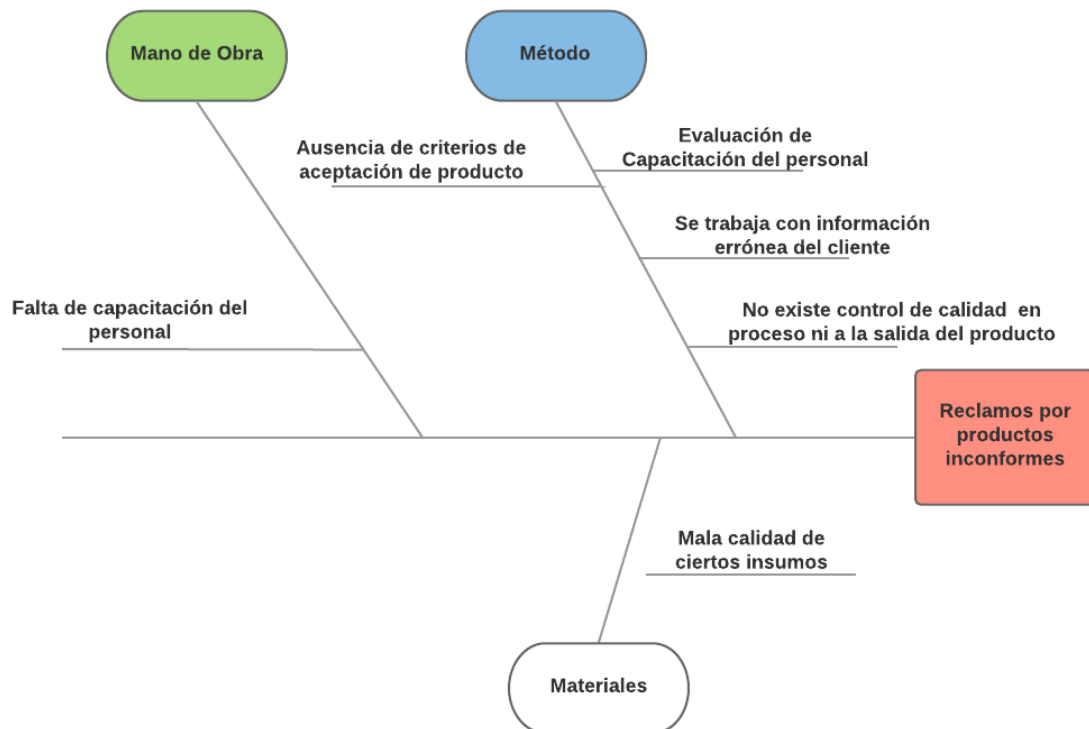 Mano de Obra
Método
Ausencia de criterios de
aceptación de producto
Evaluación de
Capacitación del personal
Se trabaja con información
errónea del cliente
Falta de capacitación del
personal
No existe control de calidad  en
proceso ni a la salida del producto
Reclamos por
productos
inconformes
Mala calidad de
ciertos insumos
Materiales